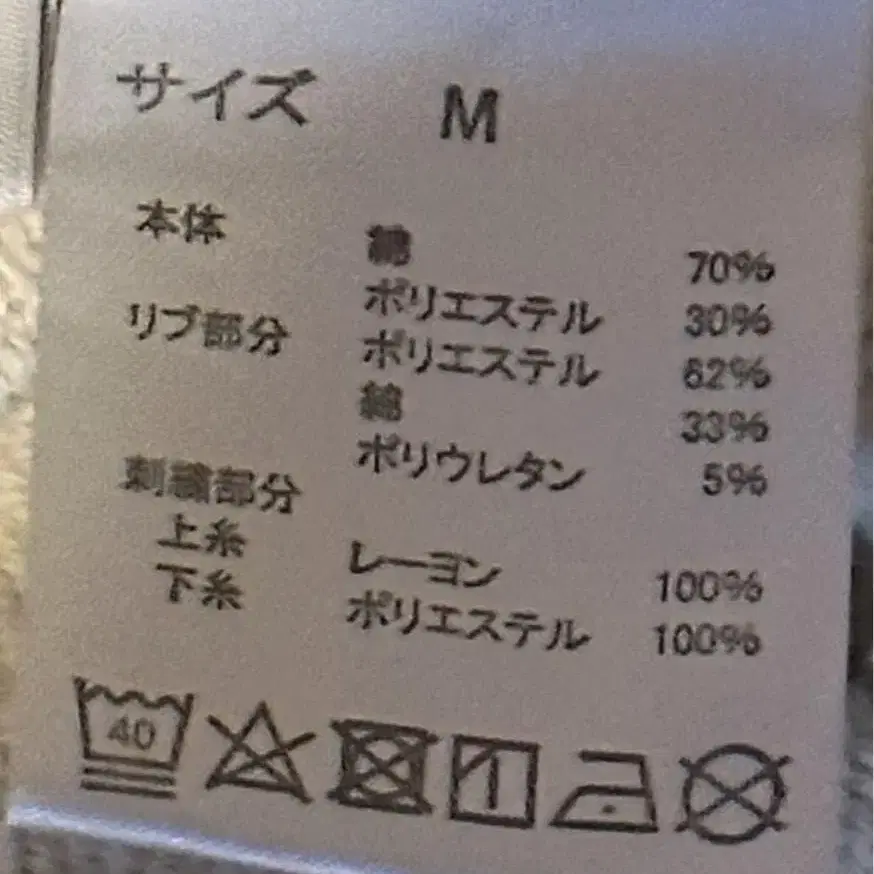 サイズ M
本体 綿 70%
ポリエステル 30%
リブ部分 ポリエステル 62%
綿 33%
ポリウレタン 5%
刺繍部分
上糸 レーヨン 100%
下糸 ポリエステル 100%
40